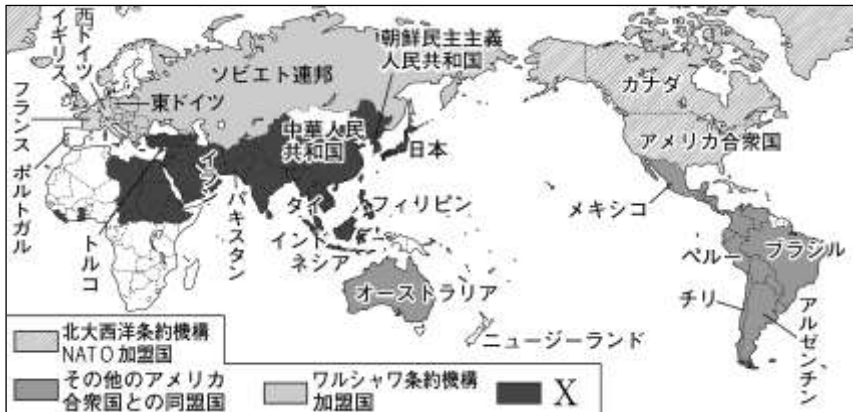 西ドイツ
イギリス
フランス
ポルトガル
東ドイツ
ソビエト連邦
朝鮮民主主義
人民共和国
中華人民
共和国
日本
イラン
トルコ
パキスタン
タイ
フィリピン
インド
ネシア
オーストラリア
ニュージーランド
カナダ
アメリカ合衆国
メキシコ
ペルー
ブラジル
チリ
アルゼンチン
北大西洋条約機構
NATO加盟国
その他のアメリカ
合衆国との同盟国
ワルシャワ条約機構
加盟国
X